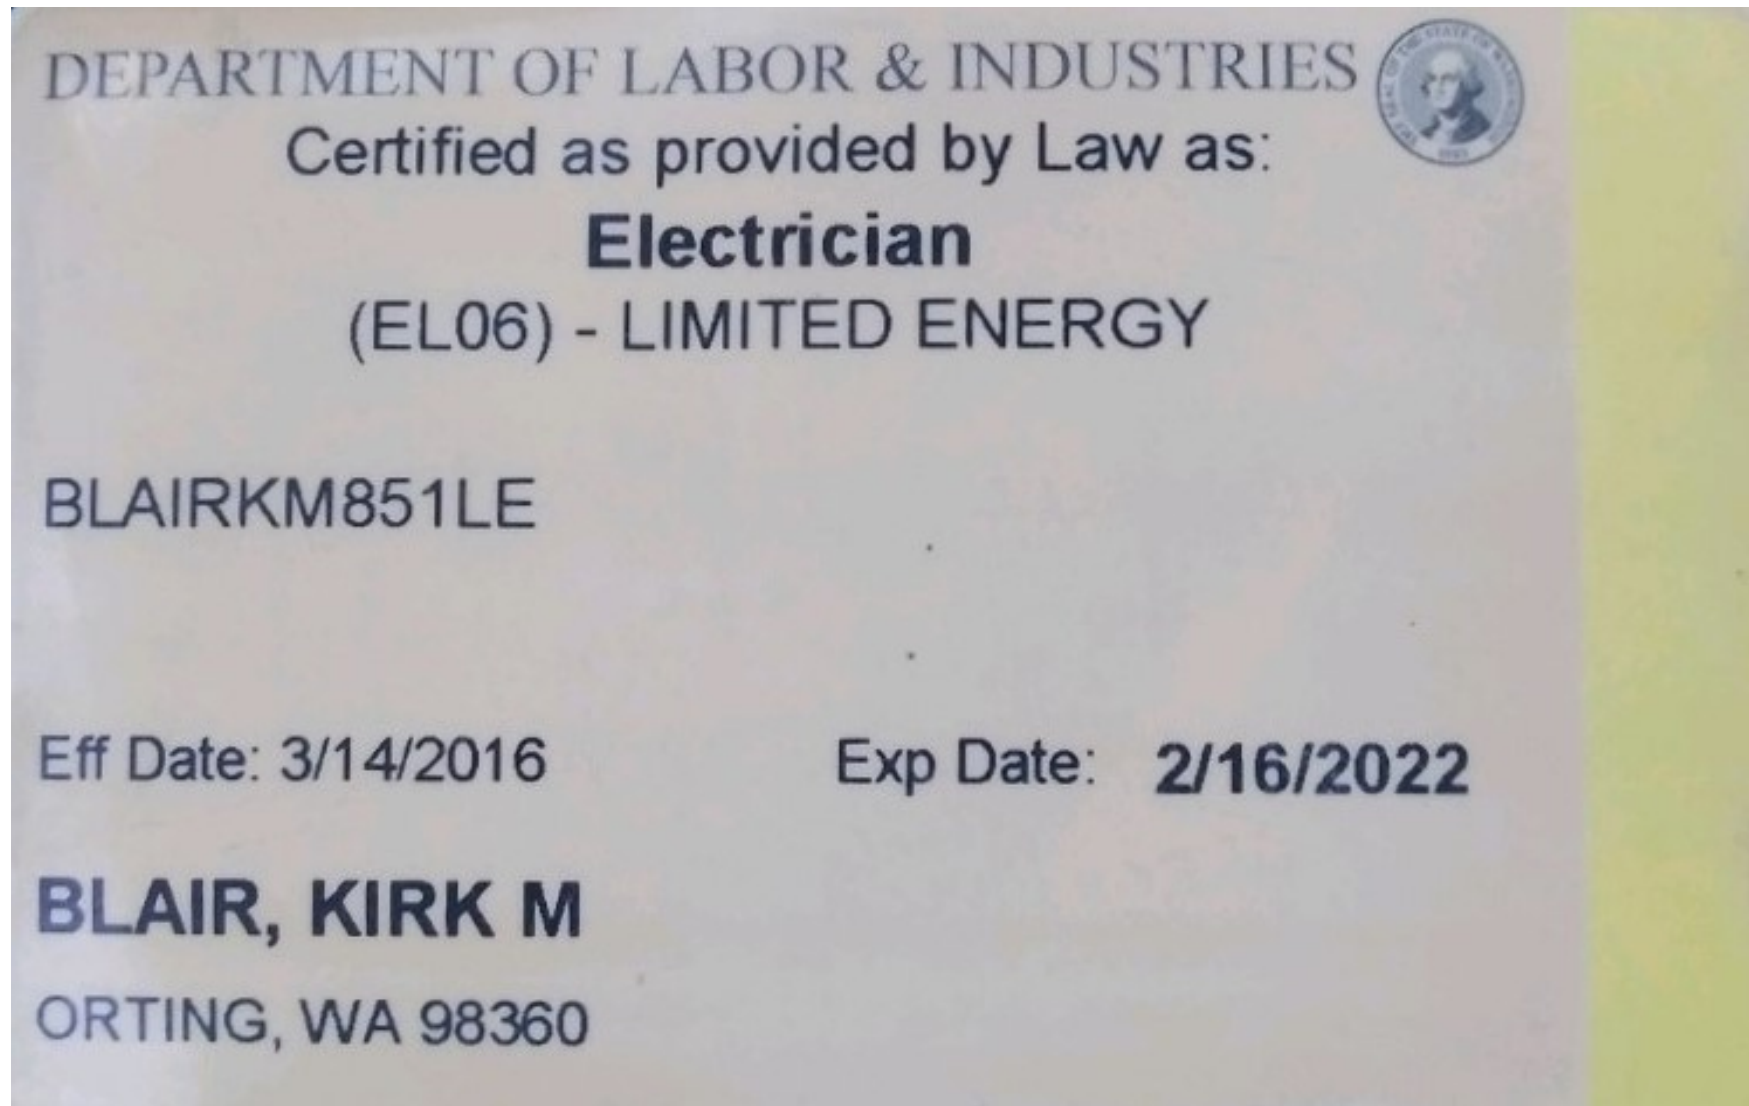 DEPARTMENT OF LABOR & INDUSTRIES
Certified as provided by Law as:
Electrician
(EL06) - LIMITED ENERGY
BLAIRKM851LE
Eff Date: 3/14/2016 Exp Date: 2/16/2022
BLAIR, KIRK M
ORTING, WA 98360